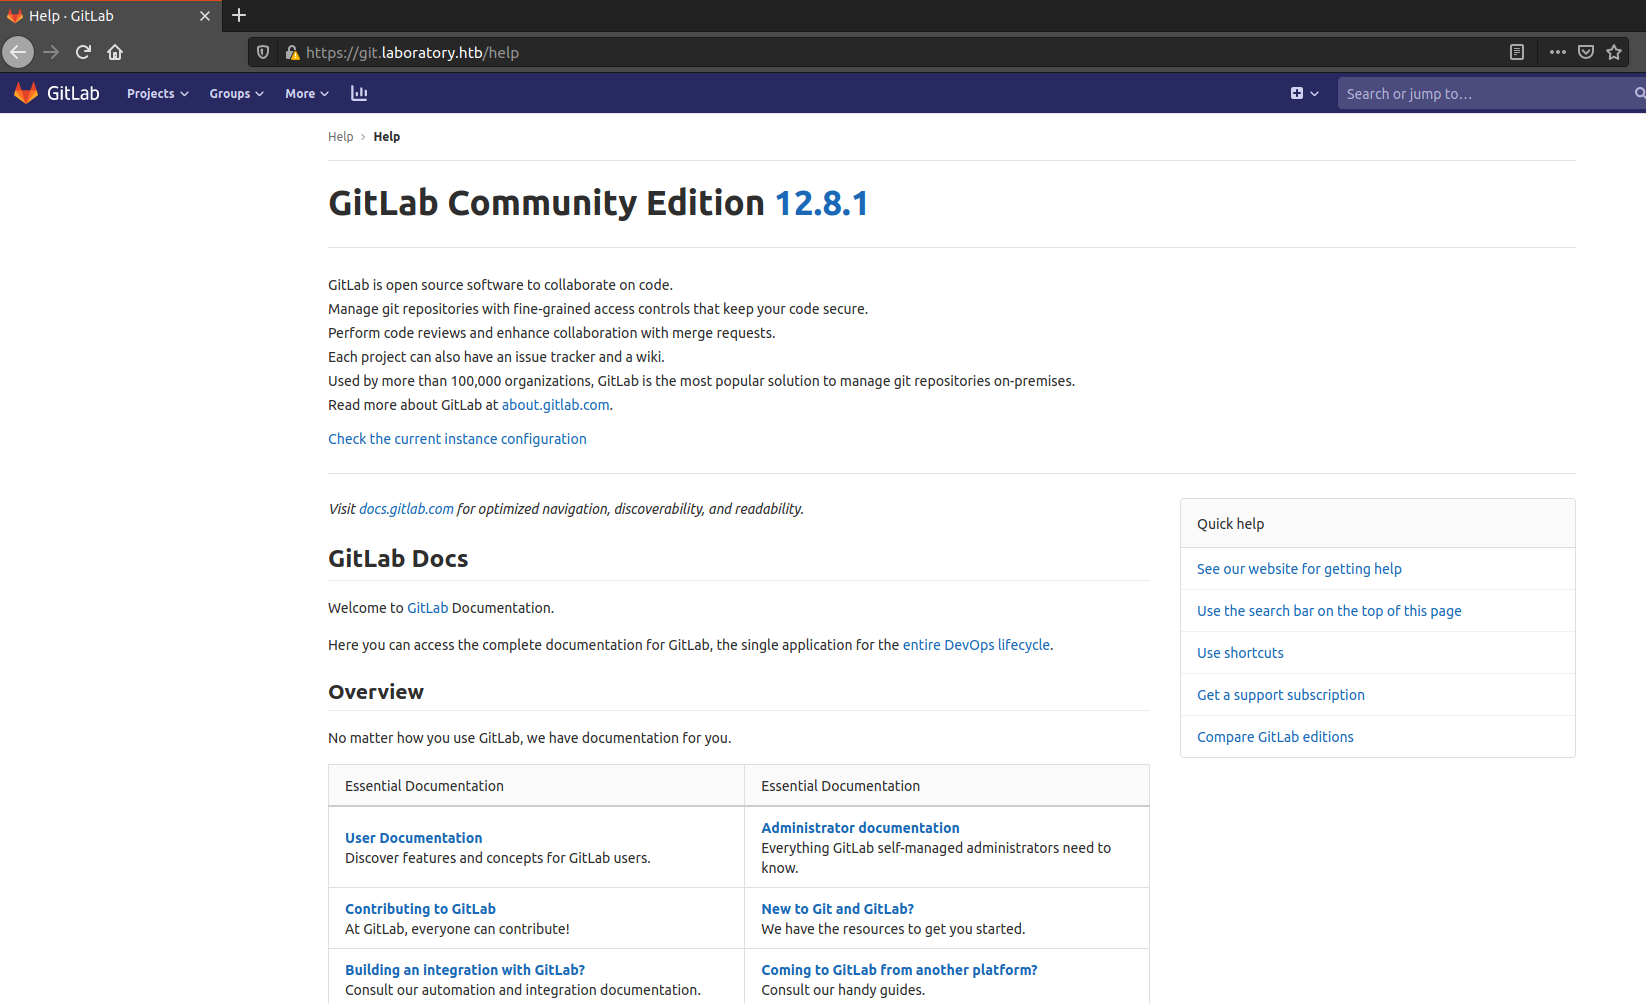 Help · GitLab
https://git.laboratory.htb/help
GitLab Projects Groups More Search or jump to…
Help › Help
GitLab Community Edition 12.8.1
GitLab is open source software to collaborate on code.
Manage git repositories with fine-grained access controls that keep your code secure.
Perform code reviews and enhance collaboration with merge requests.
Each project can also have an issue tracker and a wiki.
Used by more than 100,000 organizations, GitLab is the most popular solution to manage git repositories on-premises.
Read more about GitLab at about.gitlab.com.
Check the current instance configuration
Visit docs.gitlab.com for optimized navigation, discoverability, and readability.
GitLab Docs
Welcome to GitLab Documentation.
Here you can access the complete documentation for GitLab, the single application for the entire DevOps lifecycle.
Overview
No matter how you use GitLab, we have documentation for you.
Essential Documentation
Essential Documentation
User Documentation
Discover features and concepts for GitLab users.
Administrator documentation
Everything GitLab self-managed administrators need to
know.
Contributing to GitLab
At GitLab, everyone can contribute!
New to Git and GitLab?
We have the resources to get you started.
Building an integration with GitLab?
Consult our automation and integration documentation.
Coming to GitLab from another platform?
Consult our handy guides.
Quick help
See our website for getting help
Use the search bar on the top of this page
Use shortcuts
Get a support subscription
Compare GitLab editions